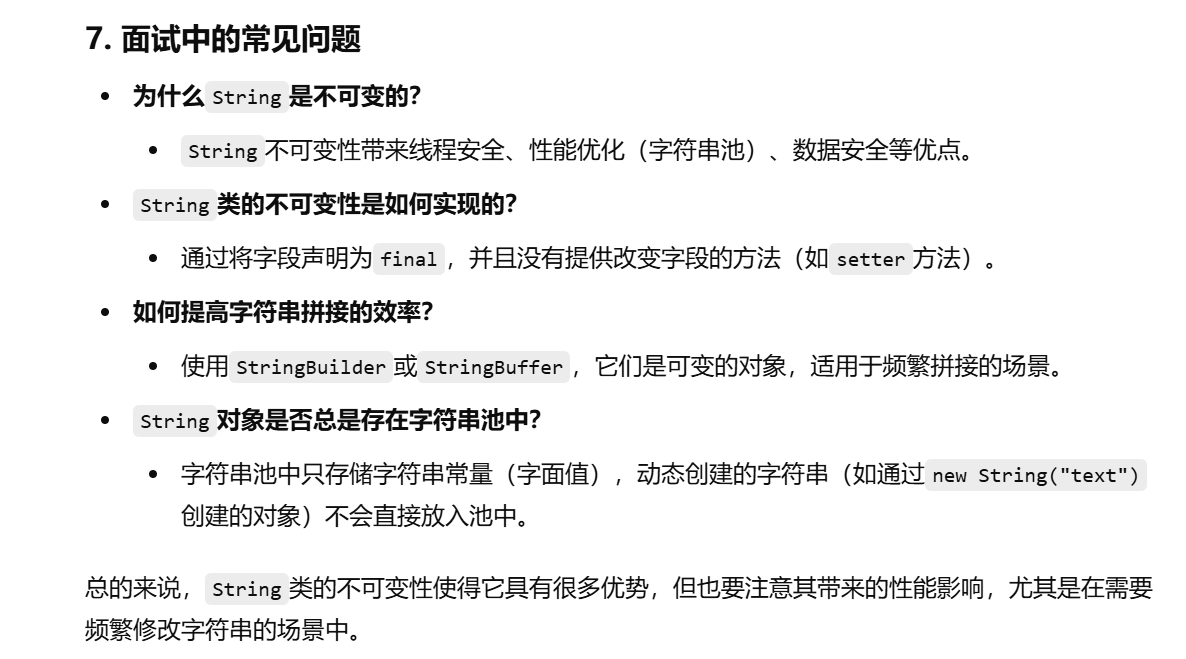 7. 面试中的常见问题
为什么 String 是不可变的？
String 不可变性带来线程安全、性能优化（字符串池）、数据安全等优点。
String 类的不可变性是如何实现的？
通过将字段声明为 final ，并且没有提供改变字段的方法（如 setter 方法）。
如何提高字符串拼接的效率？
使用 StringBuilder 或 StringBuffer ，它们是可变的对象，适用于频繁拼接的场景。
String 对象是否总是存在字符串池中？
字符串池中只存储字符串常量（字面值），动态创建的字符串（如通过 new String("text")
创建的对象）不会直接放入池中。
总的来说， String 类的不可变性使得它具有很多优势，但也要注意其带来的性能影响，尤其是在需要
频繁修改字符串的场景中。